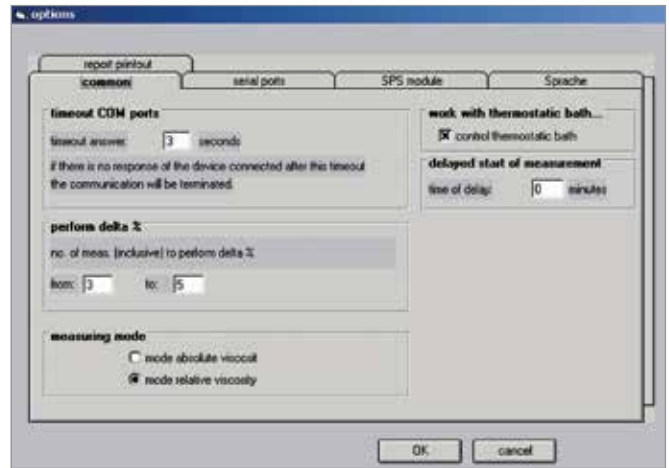 options
report printout
common serial ports SPS module Sprache
timeout COM ports
timeout answer: 3 seconds
if there is no response of the device connected after this timeout
the communication will be terminated.
work with thermostatic bath...
control thermostatic bath
delayed start of measurement
time of delay: 0 minutes
perform delta %
no. of meas. (inclusive) to perform delta %
from: 3 to: 5
measuring mode
mode absolute viscosit
mode relative viscosity
OK cancel